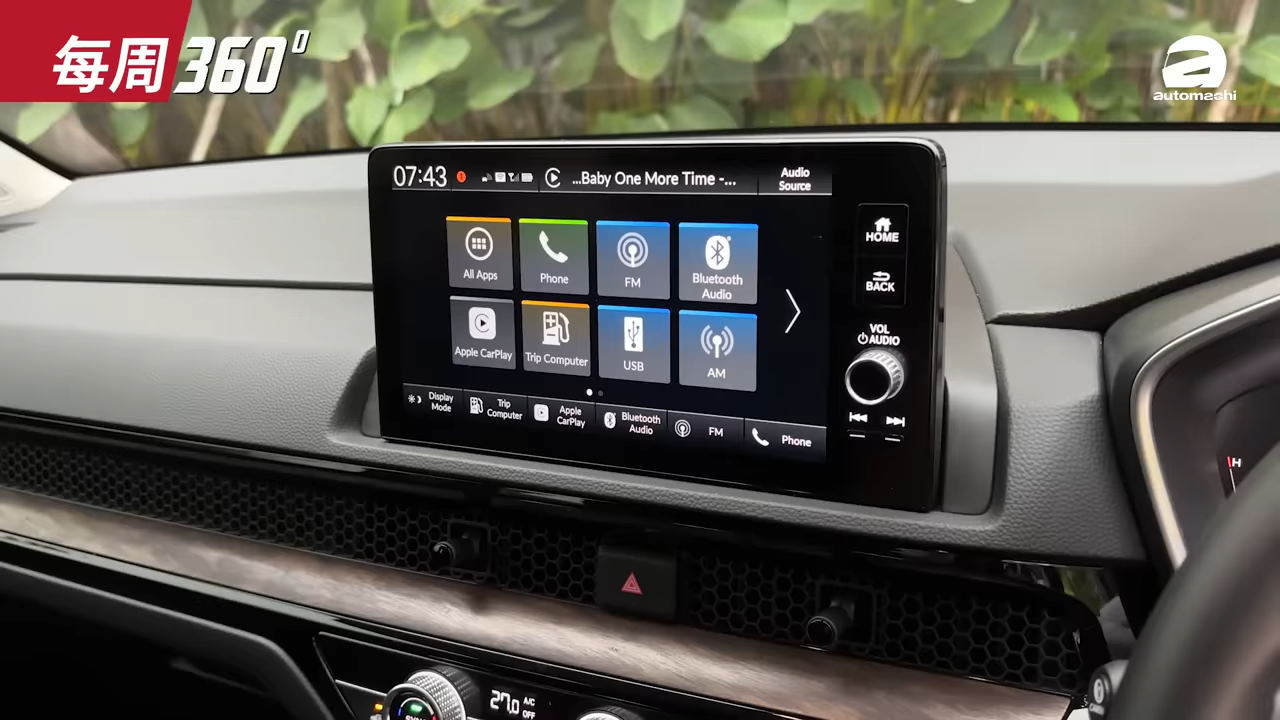 每周360°
automachi
07:43
...Baby One More Time -...
Audio
Source
All Apps
Phone
FM
Bluetooth
Audio
HOME
BACK
Apple CarPlay
Trip Computer
USB
AM
VOL
AUDIO
Display
Mode
Trip
Computer
Apple
CarPlay
Bluetooth
Audio
FM
Phone
H
27.0
A/C
OFF